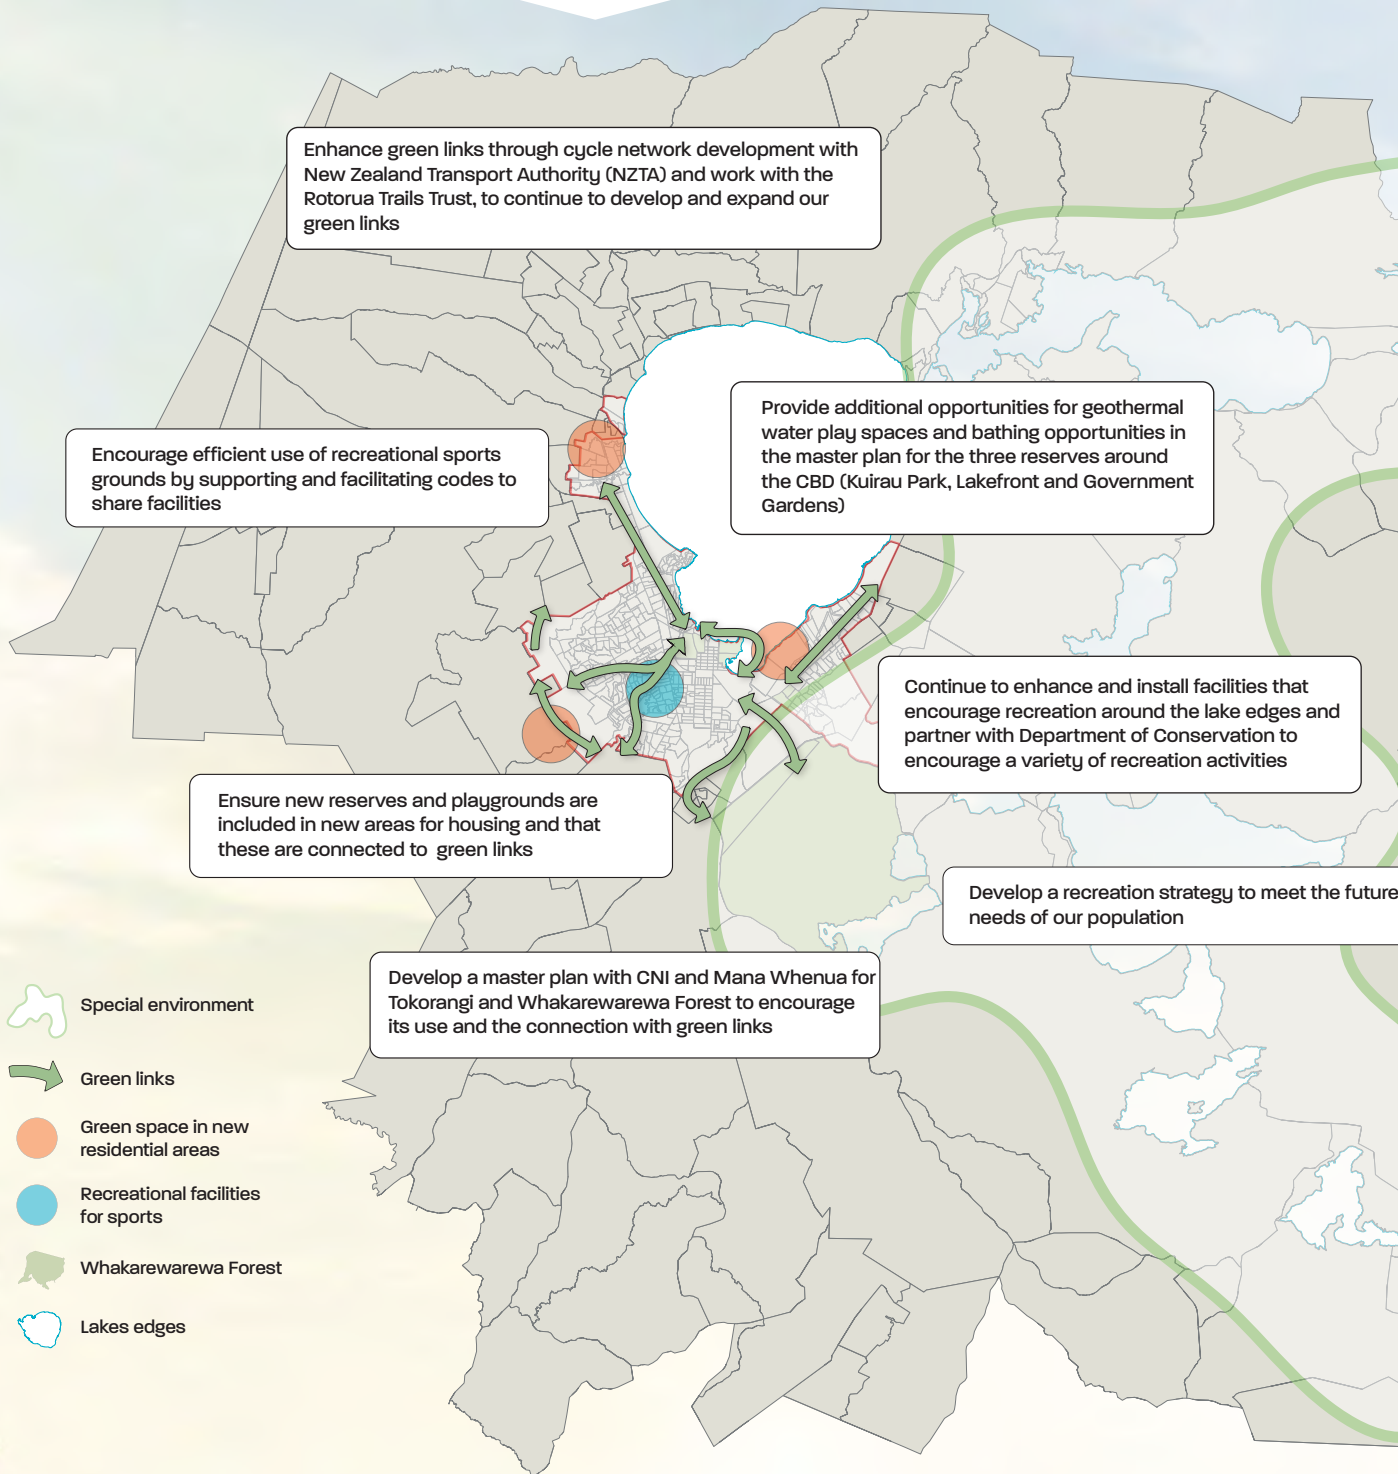 Enhance green links through cycle network development with
New Zealand Transport Authority (NZTA) and work with the
Rotorua Trails Trust, to continue to develop and expand our
green links
Provide additional opportunities for geothermal
water play spaces and bathing opportunities in
the master plan for the three reserves around
the CBD (Kuirau Park, Lakefront and Government
Gardens)
Encourage efficient use of recreational sports
grounds by supporting and facilitating codes to
share facilities
Continue to enhance and install facilities that
encourage recreation around the lake edges and
partner with Department of Conservation to
encourage a variety of recreation activities
Ensure new reserves and playgrounds are
included in new areas for housing and that
these are connected to green links
Develop a recreation strategy to meet the future
needs of our population
Develop a master plan with CNI and Mana Whenua for
Tokorangi and Whakarewarewa Forest to encourage
its use and the connection with green links
Special environment
Green links
Green space in new
residential areas
Recreational facilities
for sports
Whakarewarewa Forest
Lakes edges